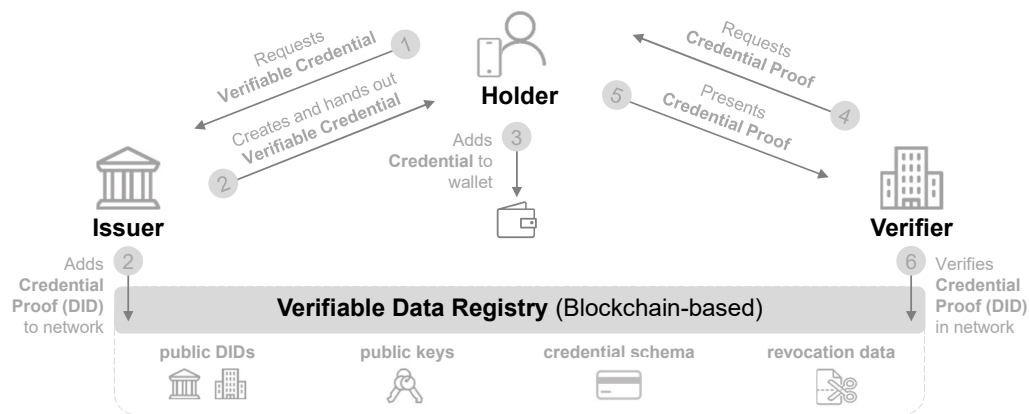 1
Requests
Verifiable Credential
Creates and hands out
Verifiable Credential
2
Holder
Requests
Credential Proof
4
5
Presents
Credential Proof
3
Adds
Credential to
wallet
Issuer
Verifier
2
Adds
Credential
Proof (DID)
to network
6
Verifies
Credential
Proof (DID)
in network
Verifiable Data Registry (Blockchain-based)
public DIDs
public keys
credential schema
revocation data